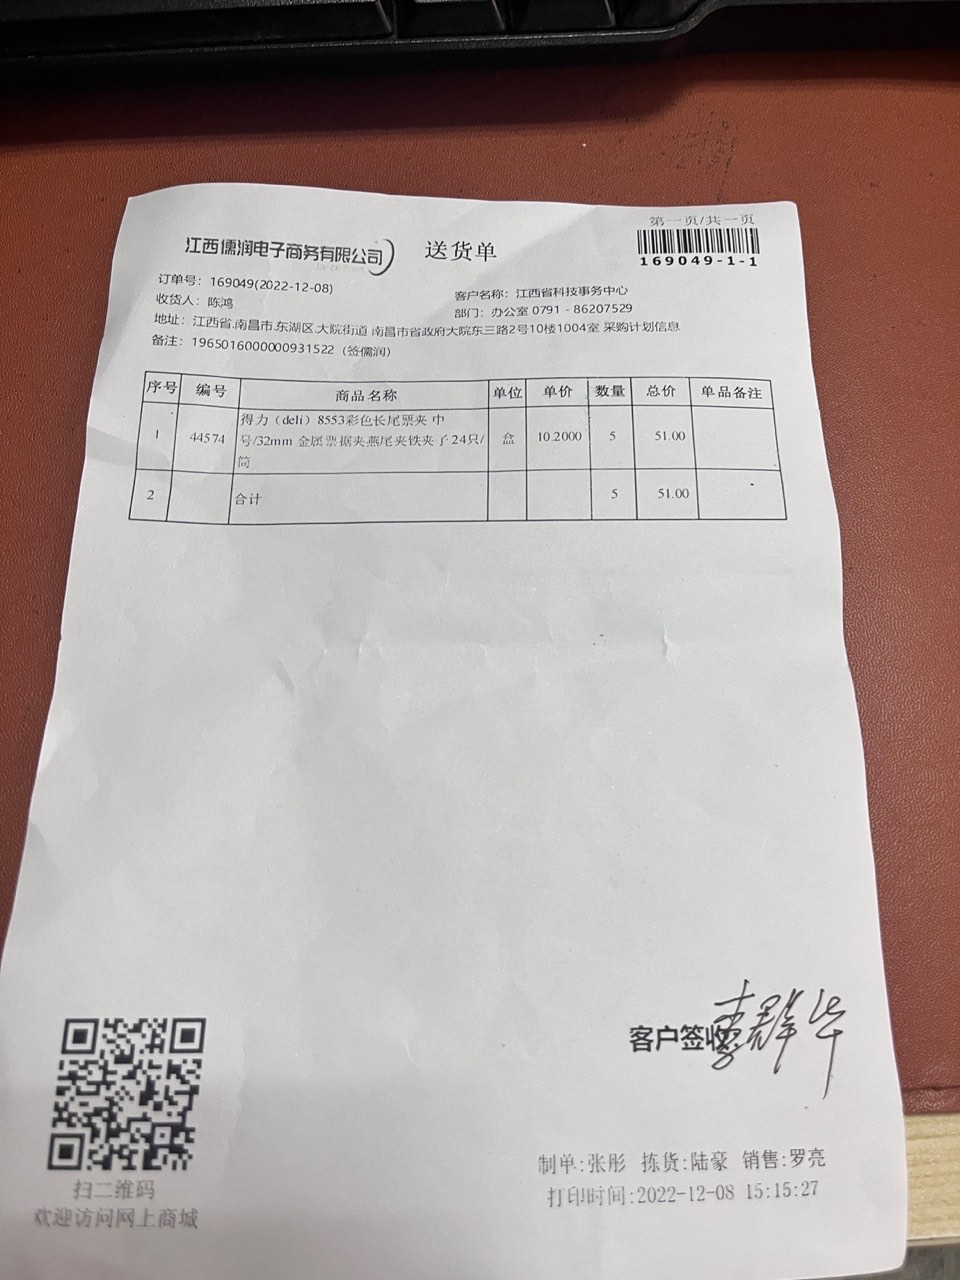 第一页/共一页
江西儒润电子商务有限公司 送货单
169049-1-1
订单号：169049(2022-12-08)
客户名称：江西省科技事务中心
收货人：陈鸿
部门：办公室 0791 - 86207529
地址：江西省.南昌市.东湖区.大院街道 南昌市省政府大院东三路2号10楼1004室 采购计划信息
备注：1965016000000931522（签儒润）
序号 编号 商品名称 单位 单价 数量 总价 单品备注
得力（deli）8553彩色长尾票夹 中
1 44574 号/32mm 金属票据夹燕尾夹铁夹子24只/ 盒 10.2000 5 51.00
筒
2 合计 5 51.00
客户签收
李群华
制单:张彤 拣货:陆豪 销售:罗亮
打印时间:2022-12-08 15:15:27
扫二维码
欢迎访问网上商城